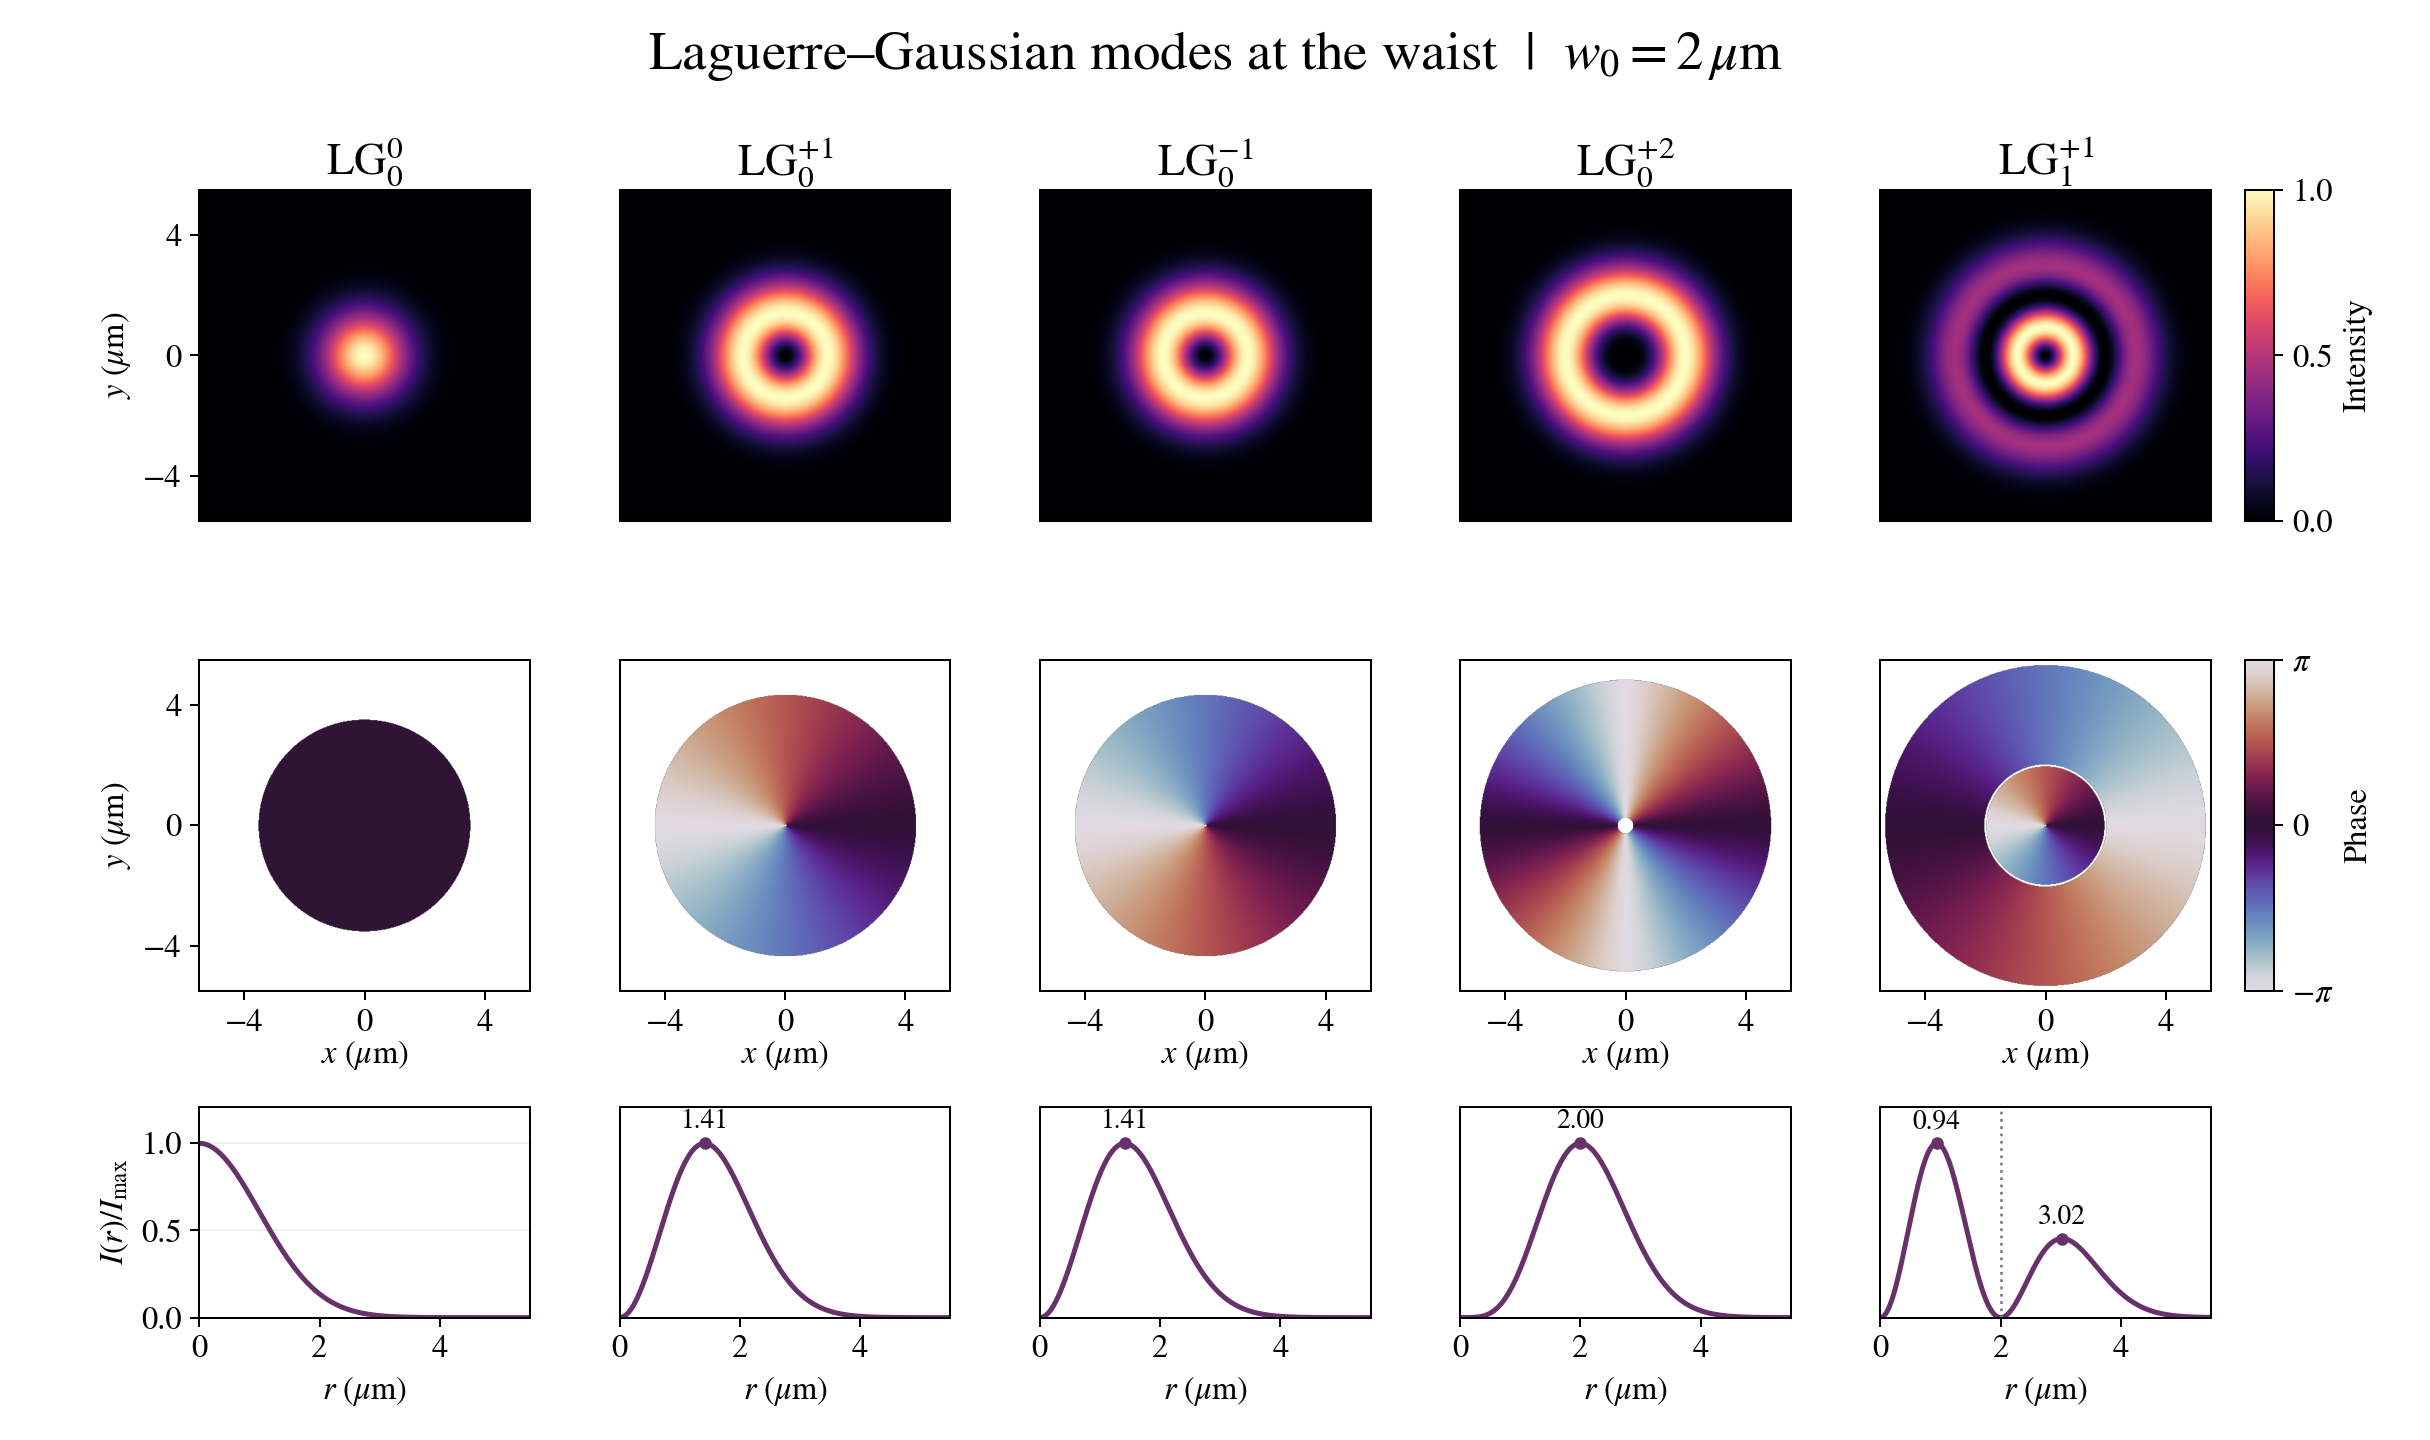 Laguerre–Gaussian modes at the waist | w₀ = 2 μm
LG₀⁰
LG₀⁺¹
LG₀⁻¹
LG₀⁺²
LG₁⁺¹
y (μm)
4
0
−4
1.0
0.5
0.0
Intensity
y (μm)
4
0
−4
π
0
−π
Phase
−4 0 4
−4 0 4
−4 0 4
−4 0 4
−4 0 4
x (μm)
x (μm)
x (μm)
x (μm)
x (μm)
I(r)/Iₘₐₓ
1.0
0.5
0.0
1.41
1.41
2.00
0.94
3.02
0 2 4
0 2 4
0 2 4
0 2 4
0 2 4
r (μm)
r (μm)
r (μm)
r (μm)
r (μm)